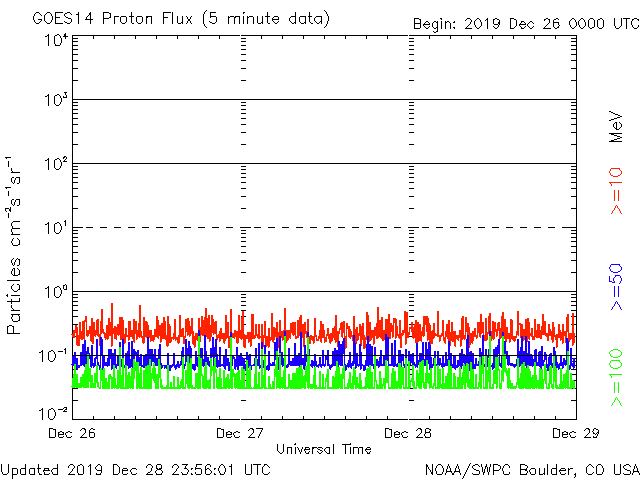 GOES14 Proton Flux (5 minute data)
Begin: 2019 Dec 26 0000 UTC
Particles cm⁻²s⁻¹sr⁻¹
10⁴
10³
10²
10¹
10⁰
10⁻¹
10⁻²
Dec 26
Dec 27
Dec 28
Dec 29
Universal Time
MeV
>=10
>=50
>=100
Updated 2019 Dec 28 23:56:01 UTC
NOAA/SWPC Boulder, CO USA